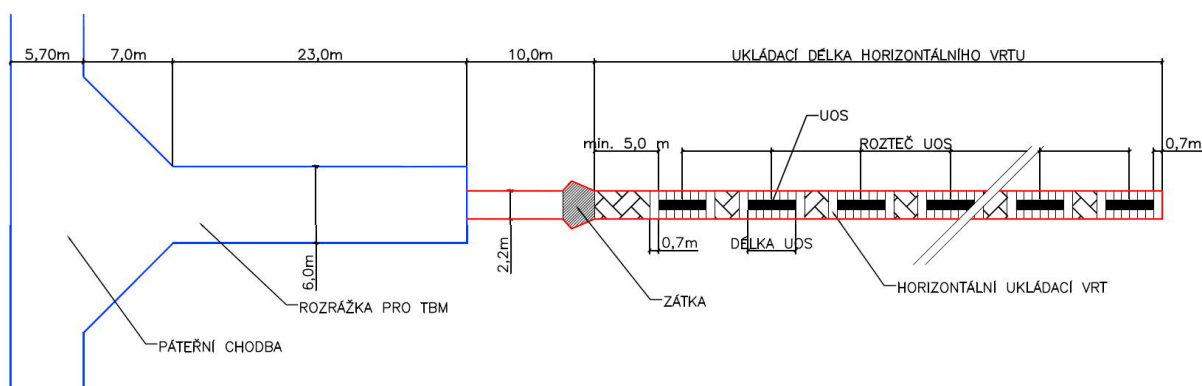 5,70m
7,0m
23,0m
10,0m
UKLÁDACÍ DÉLKA HORIZONTÁLNÍHO VRTU
UOS
min. 5,0 m
ROZTEČ UOS
0,7m
6,0m
2,2m
0,7m
DÉLKA UOS
ROZRÁŽKA PRO TBM
ZÁTKA
HORIZONTÁLNÍ UKLÁDACÍ VRT
PÁTEŘNÍ CHODBA